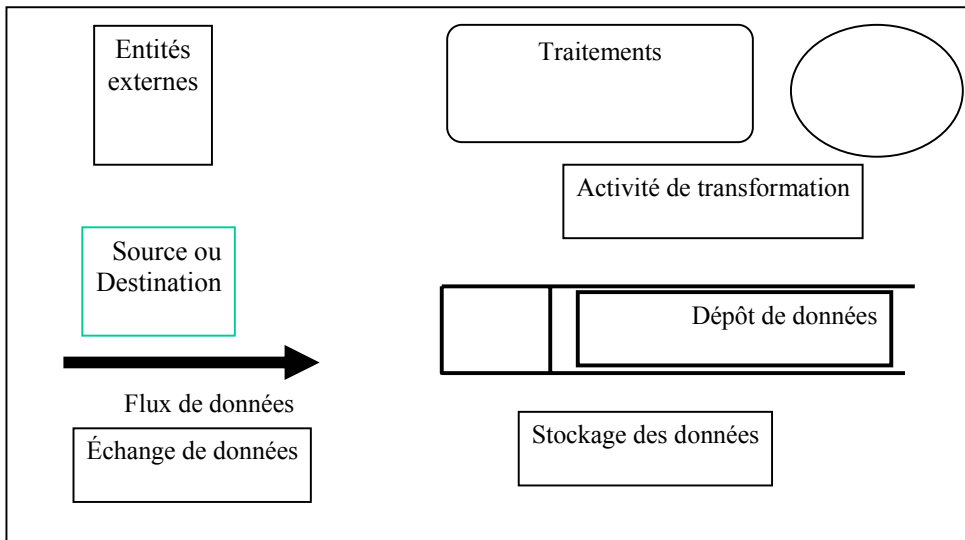 Entités
externes
Traitements
Activité de transformation
Source ou
Destination
Dépôt de données
Flux de données
Échange de données
Stockage des données